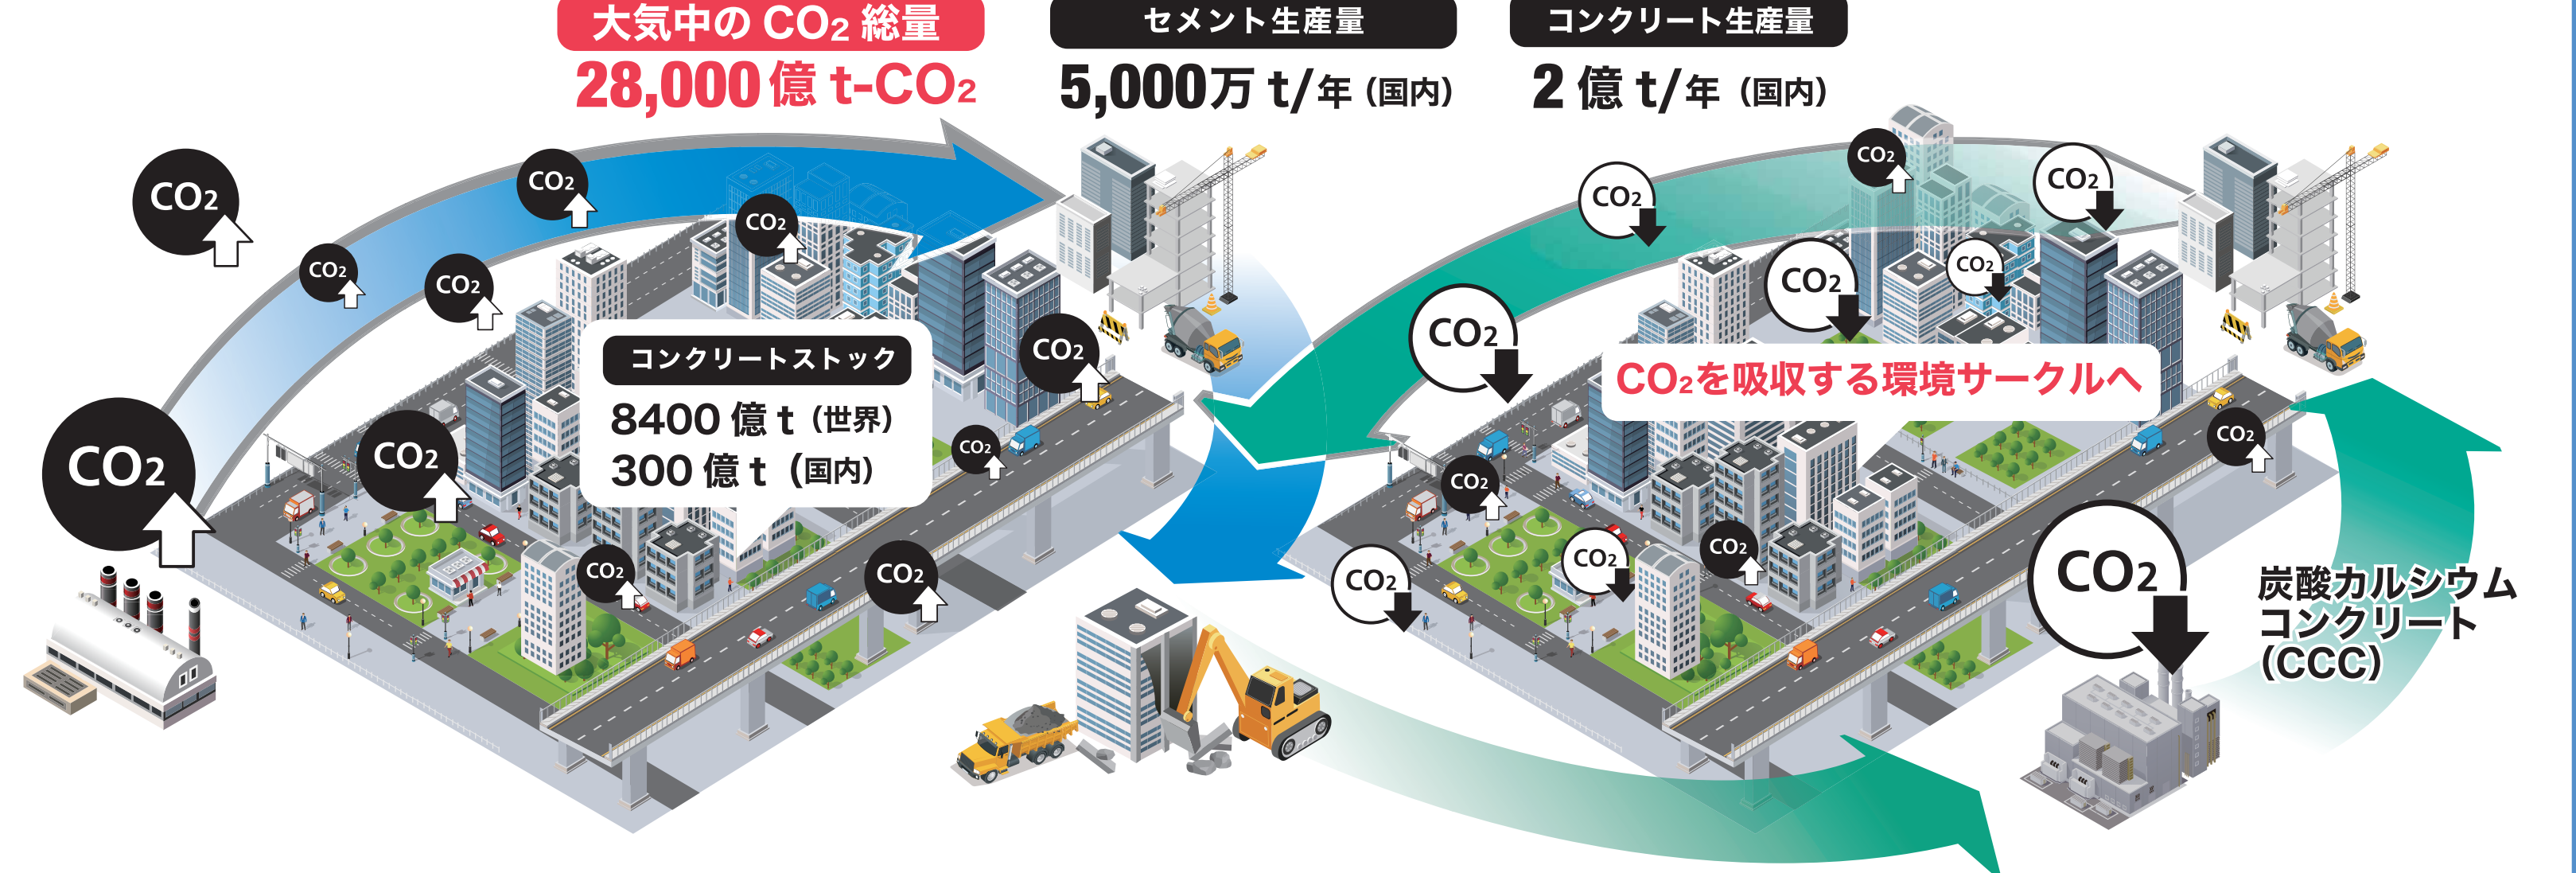 大気中の CO₂ 総量
28,000億 t-CO₂
セメント生産量
5,000万 t/年（国内）
コンクリート生産量
2 億 t/年（国内）
CO₂
CO₂
CO₂
CO₂
CO₂
CO₂
CO₂
CO₂
CO₂
CO₂
CO₂
コンクリートストック
8400 億 t（世界）
300 億 t（国内）
CO₂
CO₂
CO₂
CO₂
CO₂
CO₂
CO₂を吸収する環境サークルへ
CO₂
CO₂
CO₂
CO₂
CO₂
CO₂
炭酸カルシウム
コンクリート
(CCC)